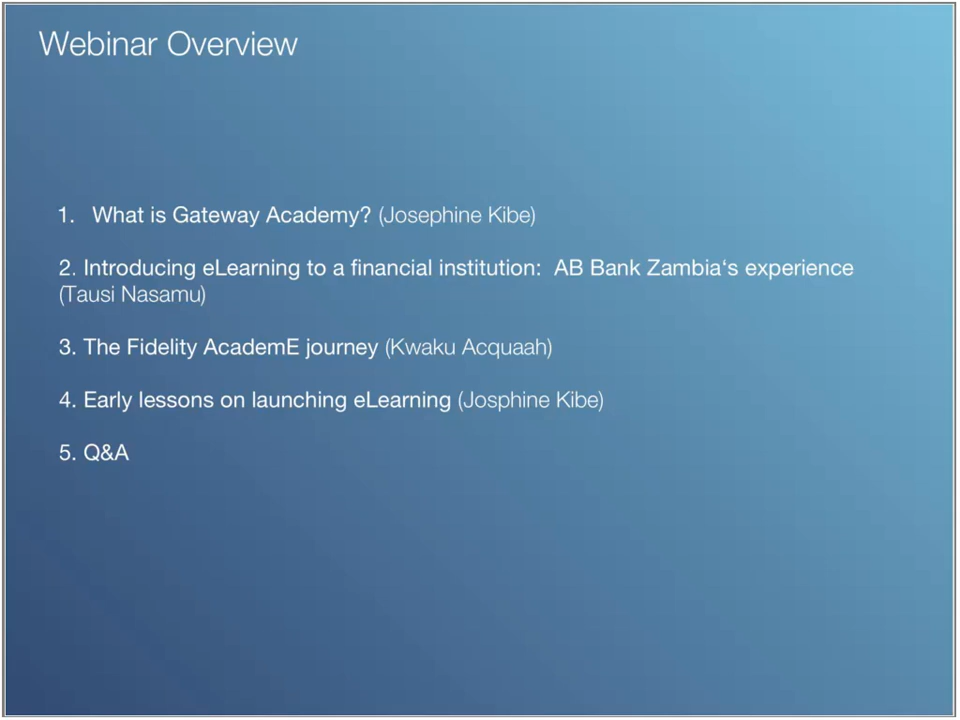 Webinar Overview
1. What is Gateway Academy? (Josephine Kibe)
2. Introducing eLearning to a financial institution: AB Bank Zambia‘s experience
(Tausi Nasamu)
3. The Fidelity AcademE journey (Kwaku Acquaah)
4. Early lessons on launching eLearning (Josphine Kibe)
5. Q&A